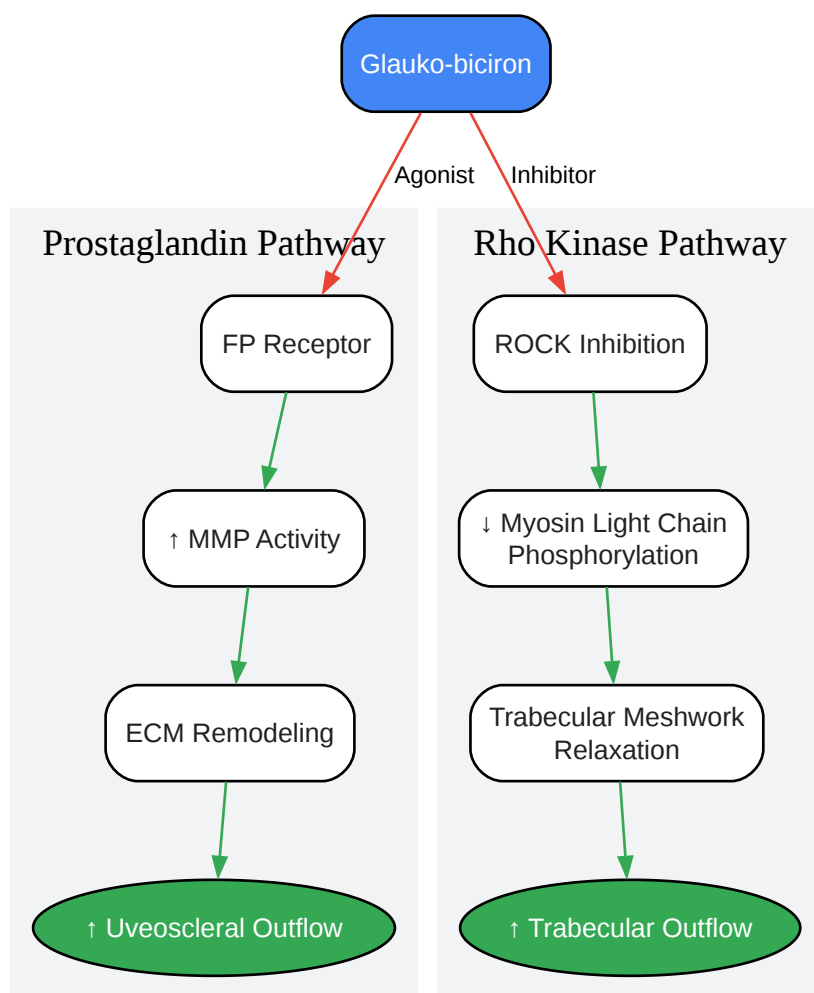 Glauko-biciron
Agonist
Inhibitor
Prostaglandin Pathway
Rho Kinase Pathway
FP Receptor
ROCK Inhibition
↑ MMP Activity
↓ Myosin Light Chain
Phosphorylation
ECM Remodeling
Trabecular Meshwork
Relaxation
↑ Uveoscleral Outflow
↑ Trabecular Outflow